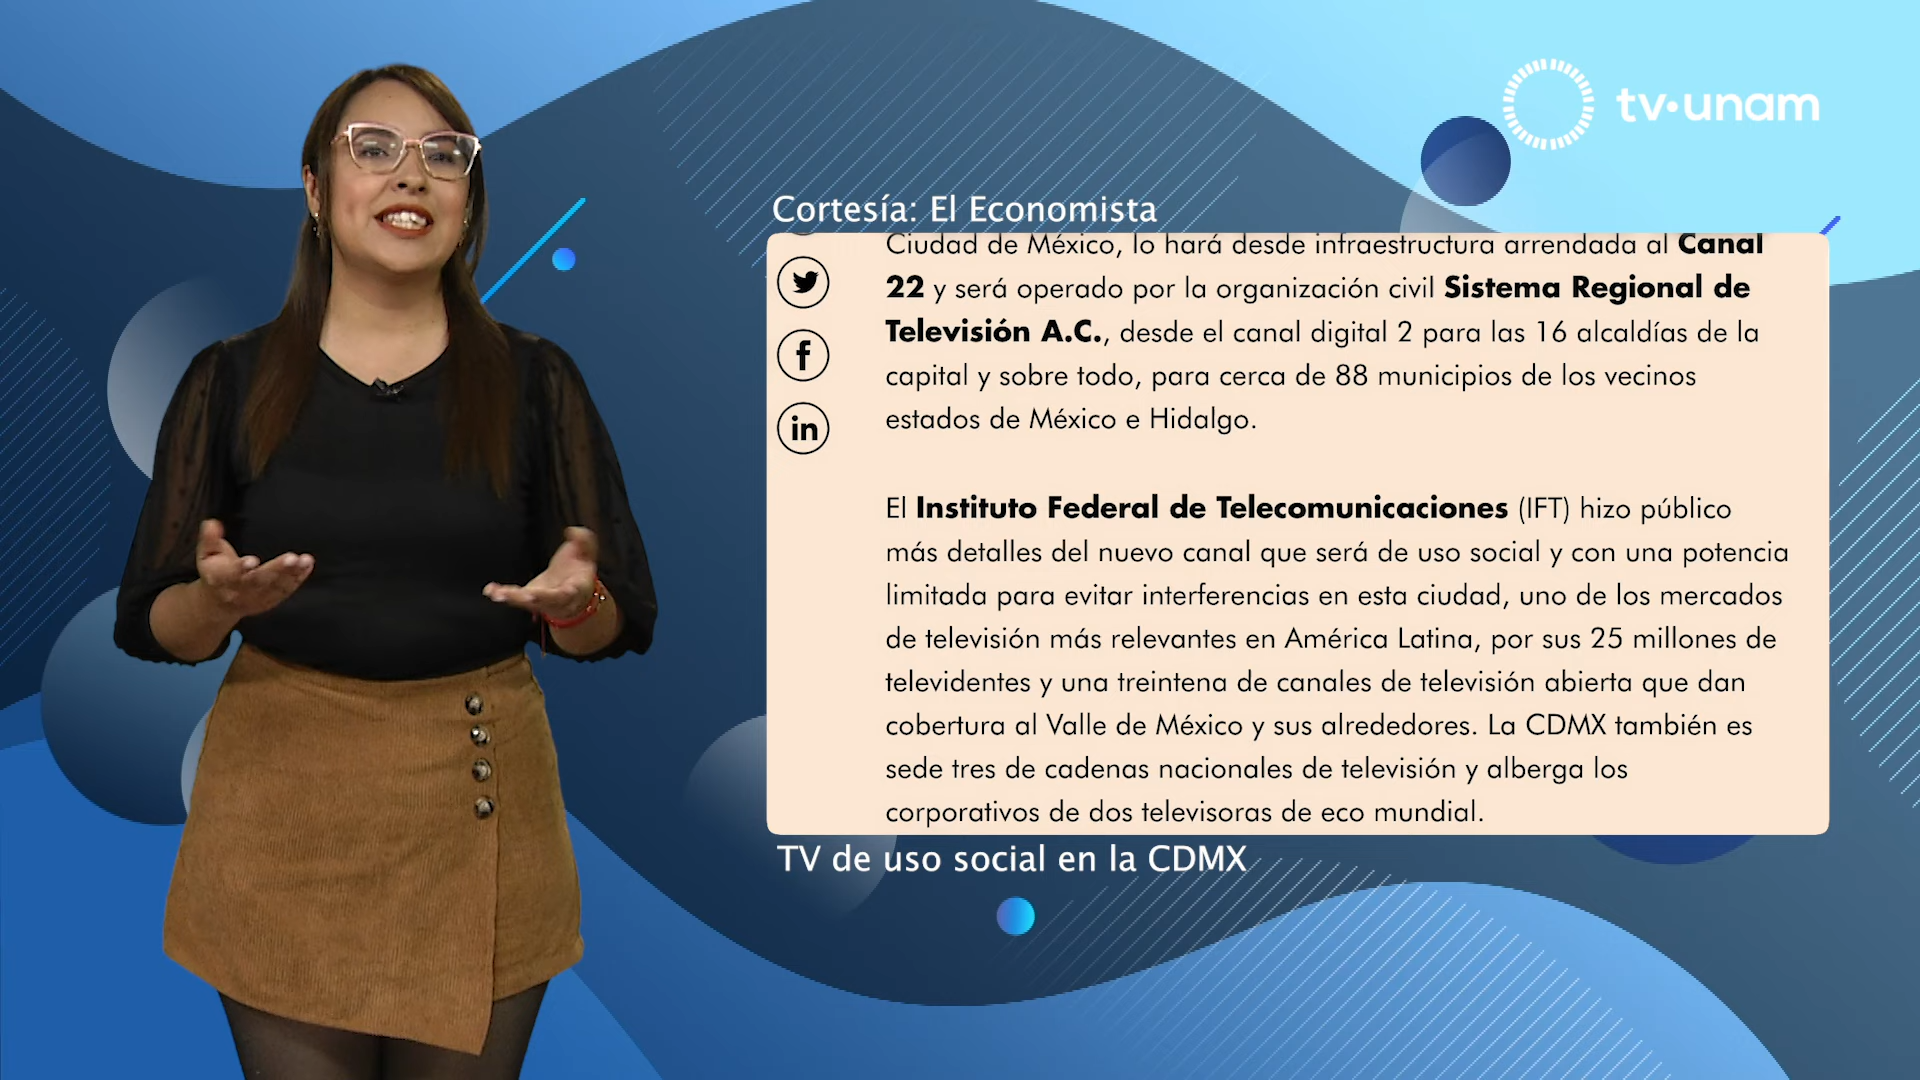 tv·unam
Cortesía: El Economista
Ciudad de México, lo hará desde infraestructura arrendada al Canal
22 y será operado por la organización civil Sistema Regional de
Televisión A.C., desde el canal digital 2 para las 16 alcaldías de la
capital y sobre todo, para cerca de 88 municipios de los vecinos
estados de México e Hidalgo.
El Instituto Federal de Telecomunicaciones (IFT) hizo público
más detalles del nuevo canal que será de uso social y con una potencia
limitada para evitar interferencias en esta ciudad, uno de los mercados
de televisión más relevantes en América Latina, por sus 25 millones de
televidentes y una treintena de canales de televisión abierta que dan
cobertura al Valle de México y sus alrededores. La CDMX también es
sede tres de cadenas nacionales de televisión y alberga los
corporativos de dos televisoras de eco mundial.
TV de uso social en la CDMX